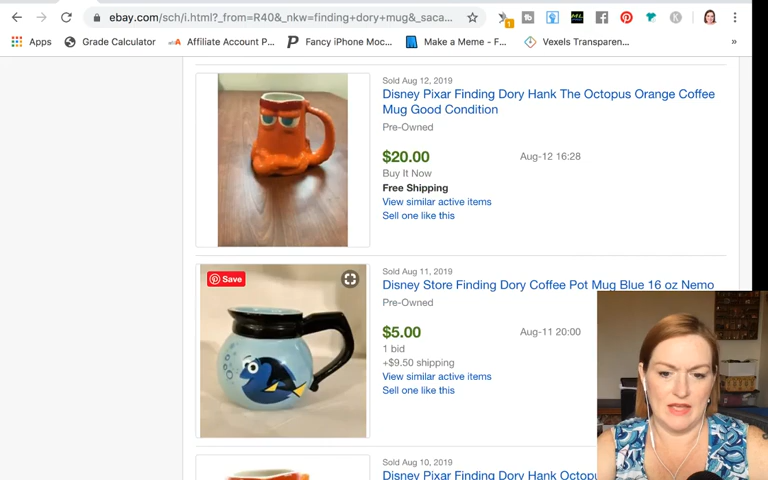 ebay.com/sch/i.html?_from=R40&_nkw=finding+dory+mug&_saca...
Apps
Grade Calculator
Affiliate Account P...
Fancy iPhone Moc...
Make a Meme - F...
Vexels Transparen...
»
Sold Aug 12, 2019
Disney Pixar Finding Dory Hank The Octopus Orange Coffee
Mug Good Condition
Pre-Owned
$20.00 Aug-12 16:28
Buy It Now
Free Shipping
View similar active items
Sell one like this
Save
Sold Aug 11, 2019
Disney Store Finding Dory Coffee Pot Mug Blue 16 oz Nemo
Pre-Owned
$5.00 Aug-11 20:00
1 bid
+$9.50 shipping
View similar active items
Sell one like this
Sold Aug 10, 2019
Disney Pixar Finding Dory Hank Octopu